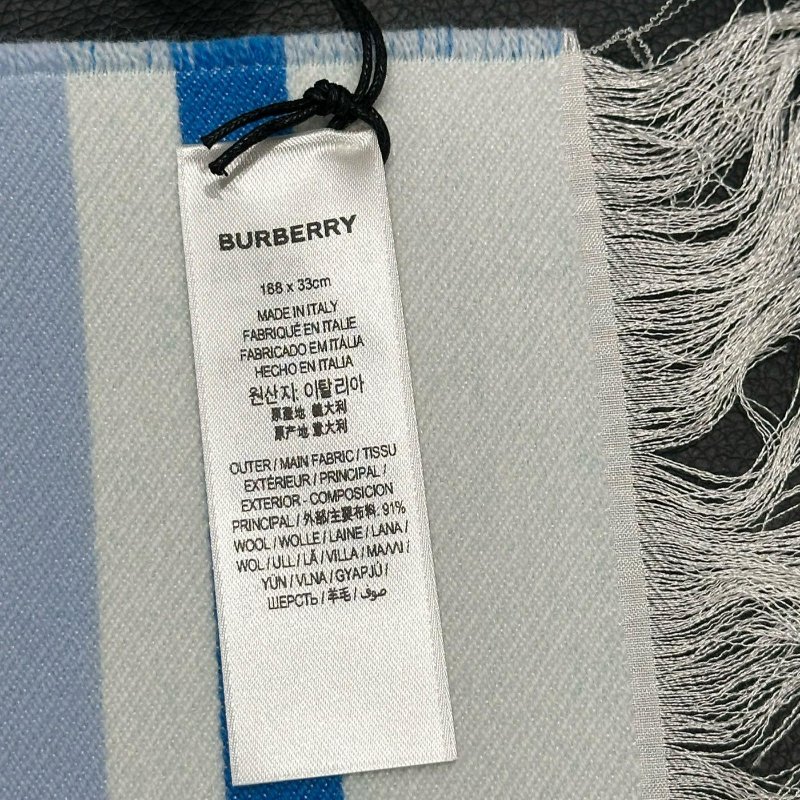 BURBERRY
188 x 33cm
MADE IN ITALY
FABRIQUÉ EN ITALIE
FABRICADO EM ITÁLIA
HECHO EN ITALIA
원산지: 이탈리아
原產地 義大利
原产地 意大利
OUTER / MAIN FABRIC / TISSU
EXTÉRIEUR / PRINCIPAL /
EXTERIOR - COMPOSICION
PRINCIPAL / 外部/主要布料: 91%
WOOL / WOLLE / LAINE / LANA /
WOL / ULL / LÃ / VILLA / ΜΑΛΛΙ /
YÜN / VLNA / GYAPJÚ /
ШЕРСТЬ / 羊毛 / صوف /